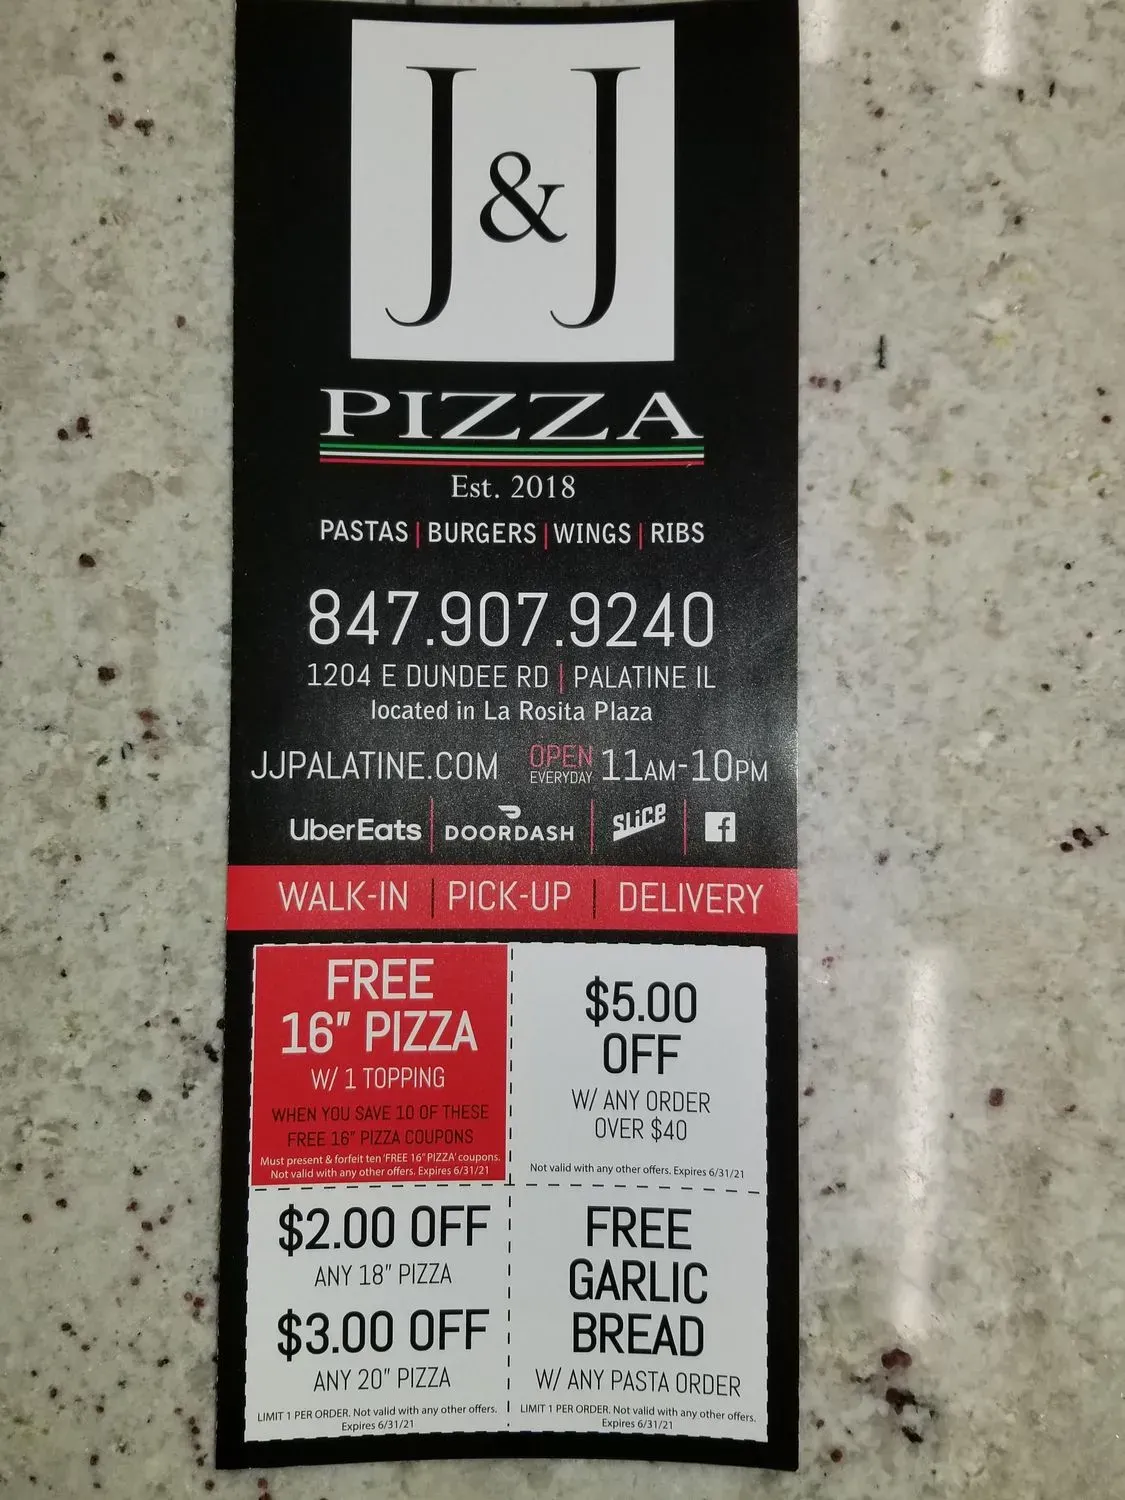 J&J
PIZZA
Est. 2018
PASTAS | BURGERS | WINGS | RIBS
847.907.9240
1204 E DUNDEE RD | PALATINE IL
located in La Rosita Plaza
JJPALATINE.COM OPEN EVERYDAY 11AM-10PM
Uber Eats | DOORDASH | SLiCE | f
WALK-IN | PICK-UP | DELIVERY
FREE
16" PIZZA
W/ 1 TOPPING
WHEN YOU SAVE 10 OF THESE
FREE 16" PIZZA COUPONS
Must present & forfeit ten 'FREE 16" PIZZA' coupons.
Not valid with any other offers. Expires 6/31/21
$5.00
OFF
W/ ANY ORDER
OVER $40
Not valid with any other offers. Expires 6/31/21
$2.00 OFF
ANY 18" PIZZA
$3.00 OFF
ANY 20" PIZZA
LIMIT 1 PER ORDER. Not valid with any other offers.
Expires 6/31/21
FREE
GARLIC
BREAD
W/ ANY PASTA ORDER
LIMIT 1 PER ORDER. Not valid with any other offers.
Expires 6/31/21